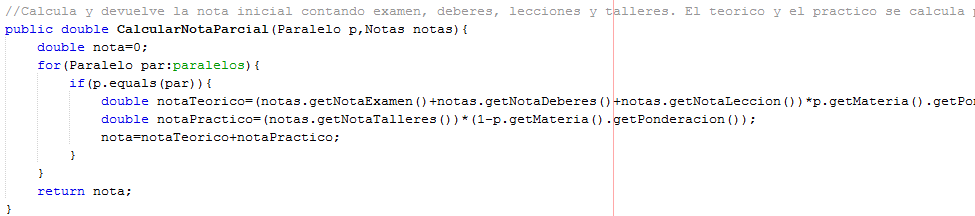 //Calcula y devuelve la nota inicial contando examen, deberes, lecciones y talleres. El teorico y el practico se calcula
public double CalcularNotaParcial(Paralelo p,Notas notas){
double nota=0;
for(Paralelo par:paralelos){
if(p.equals(par)){
double notaTeorico=(notas.getNotaExamen()+notas.getNotaDeberes()+notas.getNotaLeccion())*p.getMateria().getPon
double notaPractico=(notas.getNotaTalleres())*(1-p.getMateria().getPonderacion());
nota=notaTeorico+notaPractico;
}
}
return nota;
}